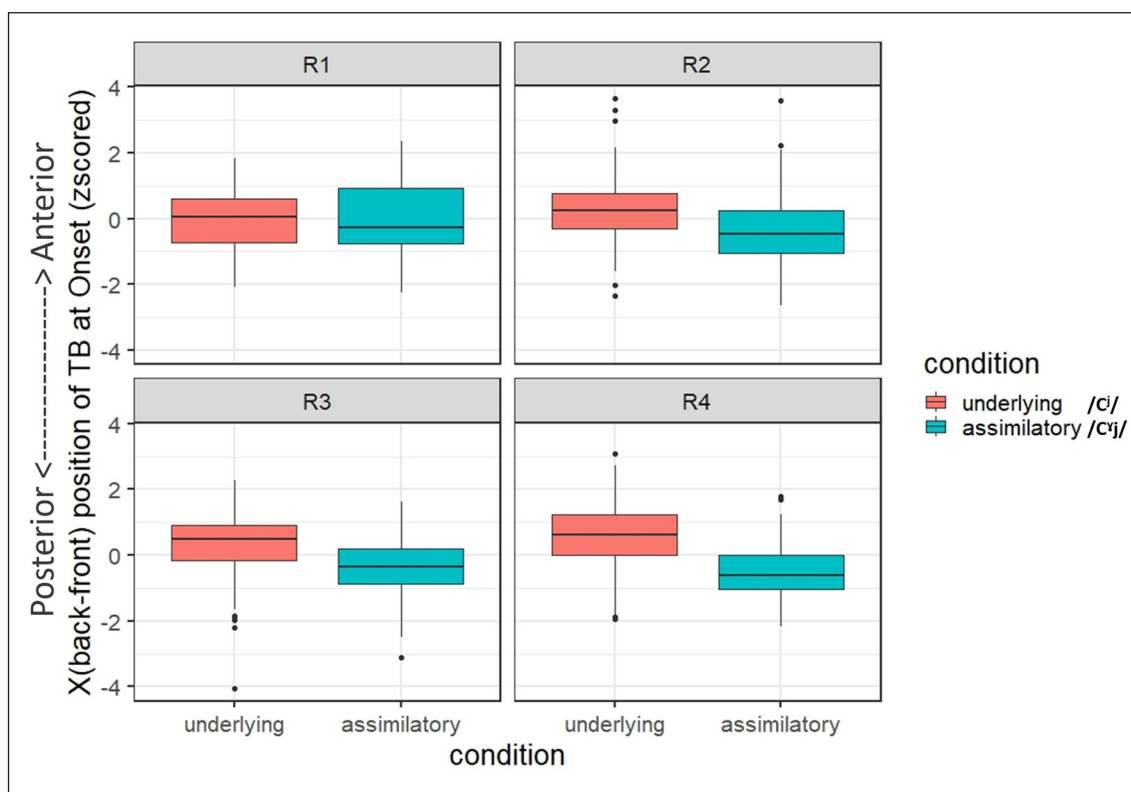 R1
R2
4
2
0
-2
-4
R3
R4
4
2
0
-2
-4
underlying
assimilatory
underlying
assimilatory
condition
X(back-front) position of TB at Onset (zscored)
Posterior <--------------> Anterior
condition
underlying /Cʲ/
assimilatory /Cˠj/